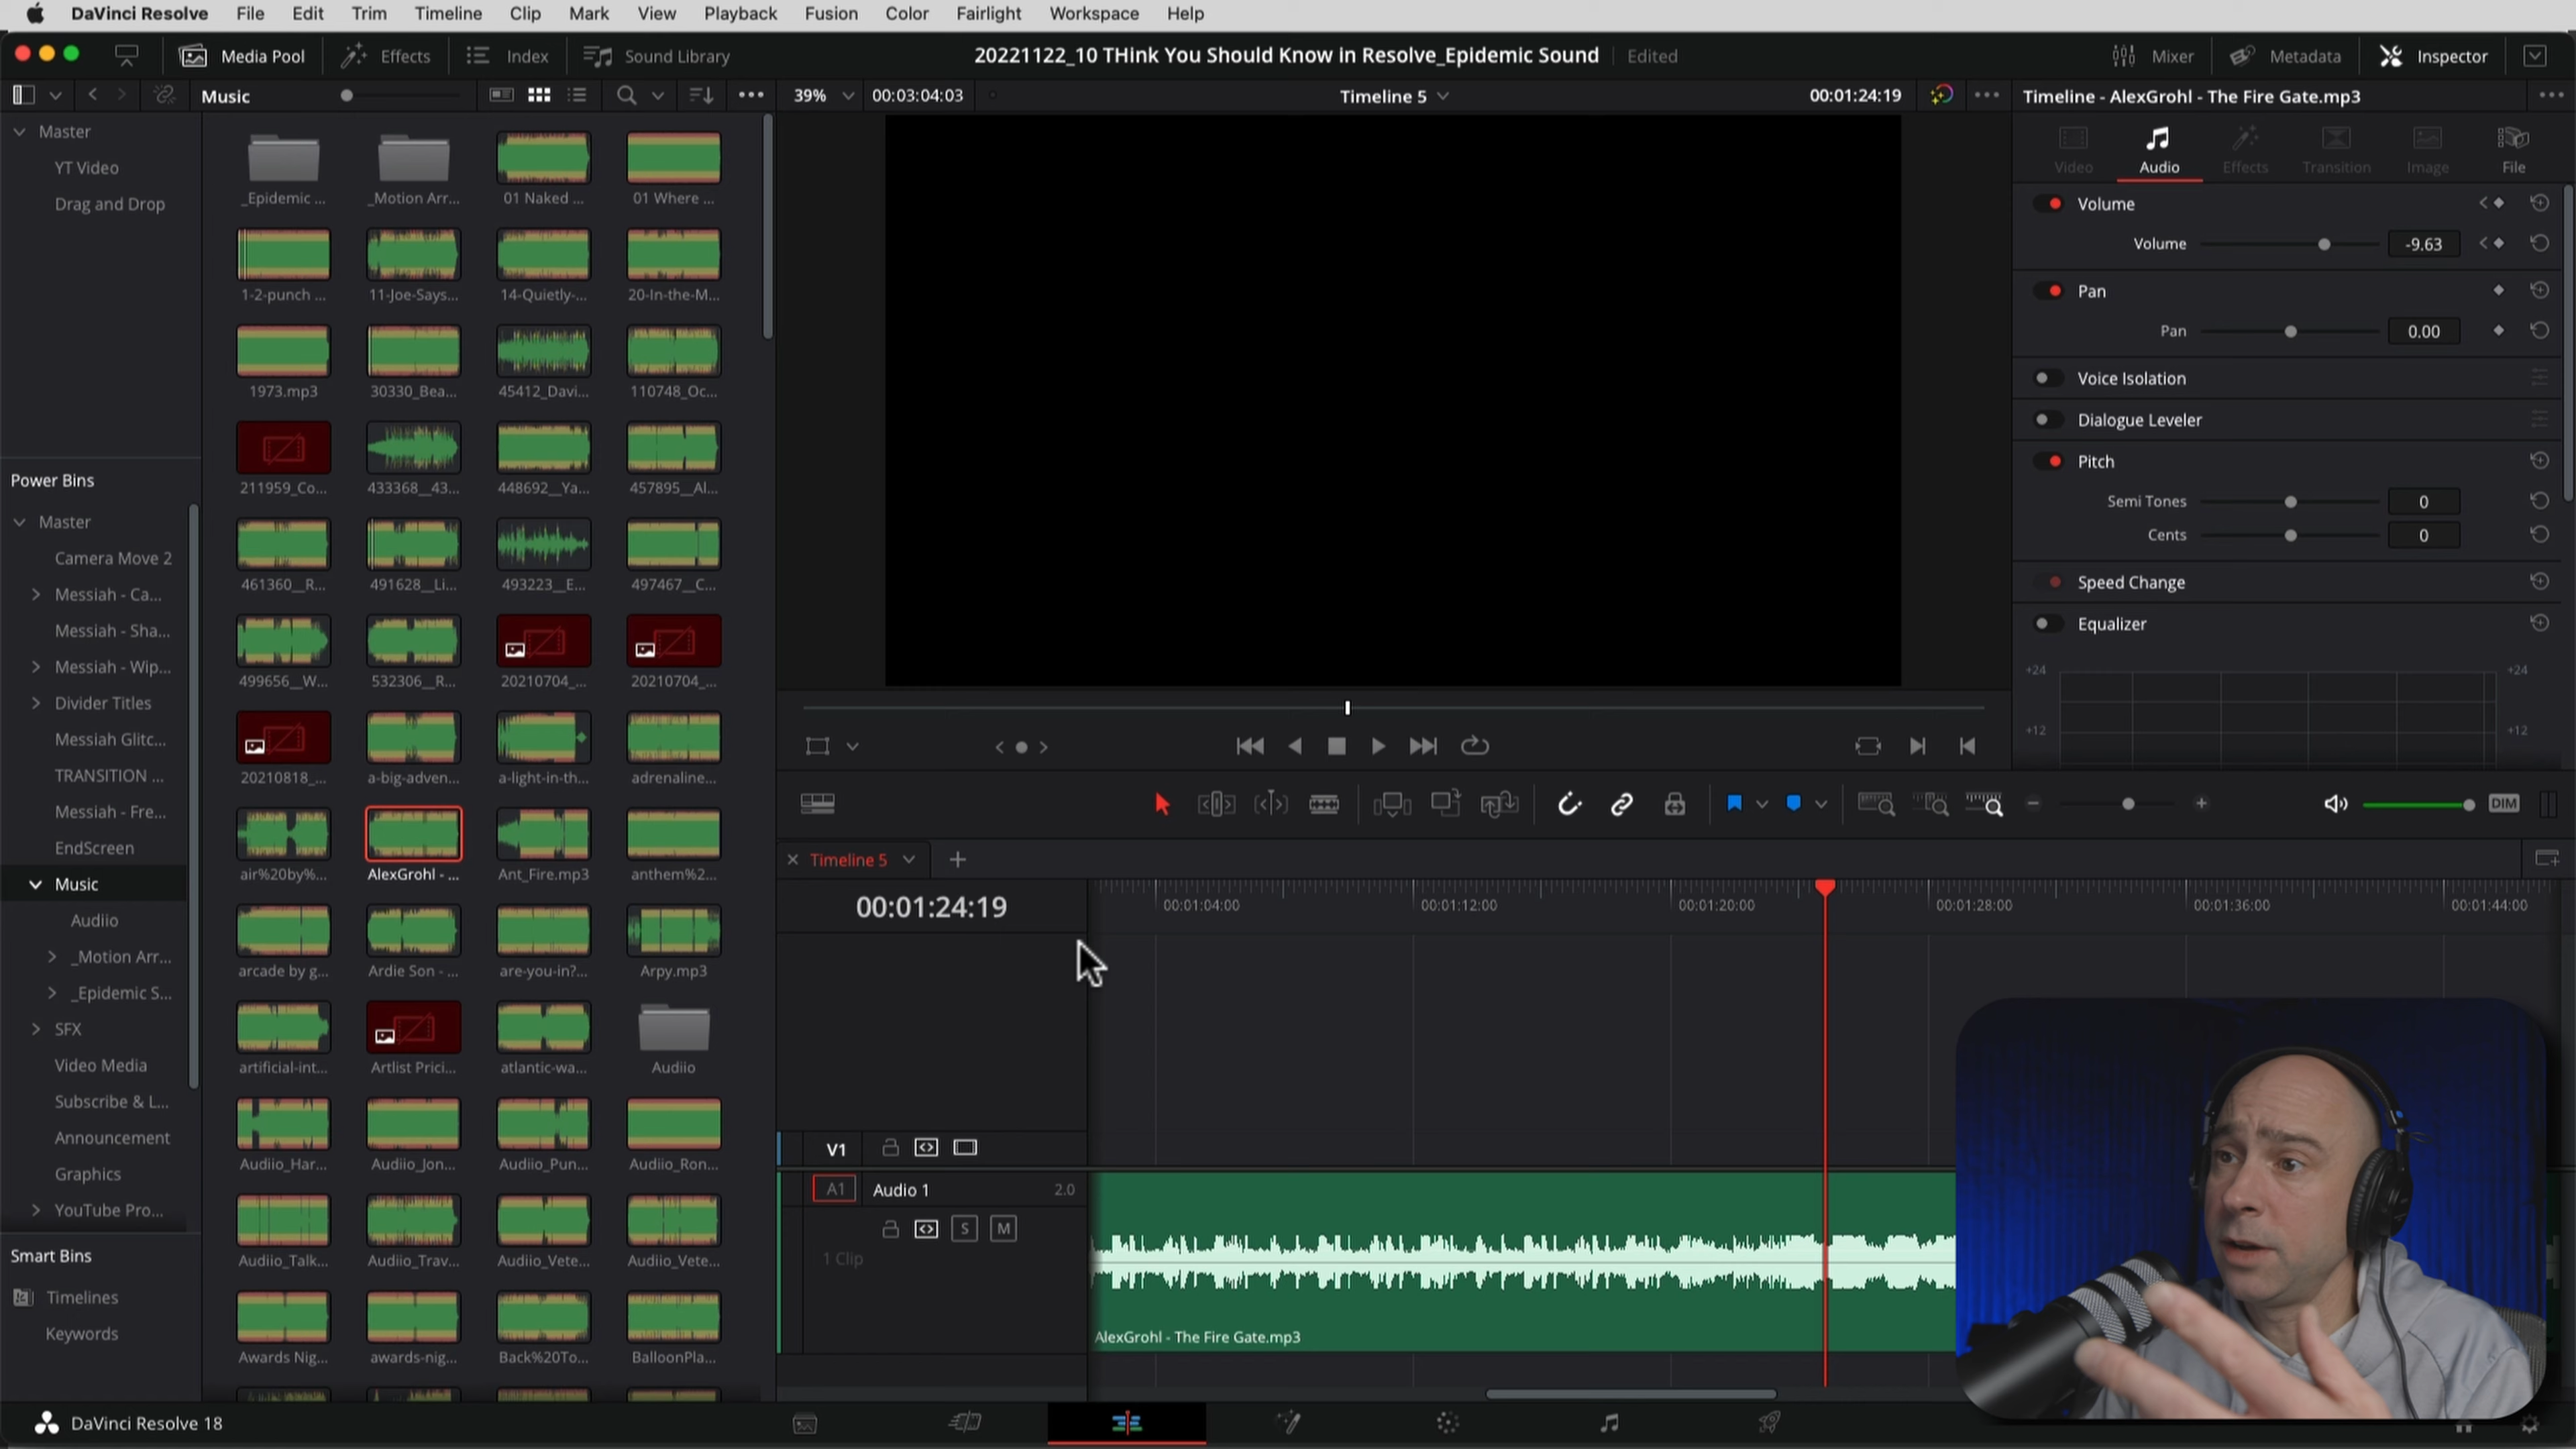 DaVinci Resolve File Edit Trim Timeline Clip Mark View Playback Fusion Color Fairlight Workspace Help
Media Pool Effects Index Sound Library 20221122_10 THink You Should Know in Resolve_Epidemic Sound Edited Mixer Metadata Inspector
Music 39% 00:03:04:03 Timeline 5 00:01:24:19 Timeline - AlexGrohl - The Fire Gate.mp3
Master
YT Video
Drag and Drop
Power Bins
Master
Camera Move 2
Messiah - Ca...
Messiah - Sha...
Messiah - Wip...
Divider Titles
Messiah Glitc...
TRANSITION ...
Messiah - Fre...
EndScreen
Music
Audiio
_Motion Arr...
_Epidemic S...
SFX
Video Media
Subscribe & L...
Announcement
Graphics
YouTube Pro...
Smart Bins
Timelines
Keywords
_Epidemic ... _Motion Arr... 01 Naked ... 01 Where ...
1-2-punch ... 11-Joe-Says... 14-Quietly-... 20-In-the-M...
1973.mp3 30330_Bea... 45412_Davi... 110748_Oc...
211959_Co... 433368__43... 448692__Ya... 457895__Al...
461360__R... 491628__Li... 493223__E... 497467__C...
499656__W... 532306__R... 20210704_... 20210704_...
20210818_... a-big-adven... a-light-in-th... adrenaline...
air%20by%... AlexGrohl - ... Ant_Fire.mp3 anthem%2...
arcade by g... Ardie Son - ... are-you-in?... Arpy.mp3
artificial-int... Artlist Prici... atlantic-wa... Audiio
Audiio_Har... Audiio_Jon... Audiio_Pun... Audiio_Ron...
Audiio_Talk... Audiio_Trav... Audiio_Vete... Audiio_Vete...
Awards Nig... awards-nig... Back%20To... BalloonPla...
Video Audio Effects Transition Image File
Volume
Volume -9.63
Pan
Pan 0.00
Voice Isolation
Dialogue Leveler
Pitch
Semi Tones 0
Cents 0
Speed Change
Equalizer
+24 +24
+12 +12
DIM
Timeline 5
00:01:24:19 00:01:04:00 00:01:12:00 00:01:20:00 00:01:28:00 00:01:36:00 00:01:44:00
V1
A1 Audio 1 2.0
S M
1 Clip
AlexGrohl - The Fire Gate.mp3
DaVinci Resolve 18